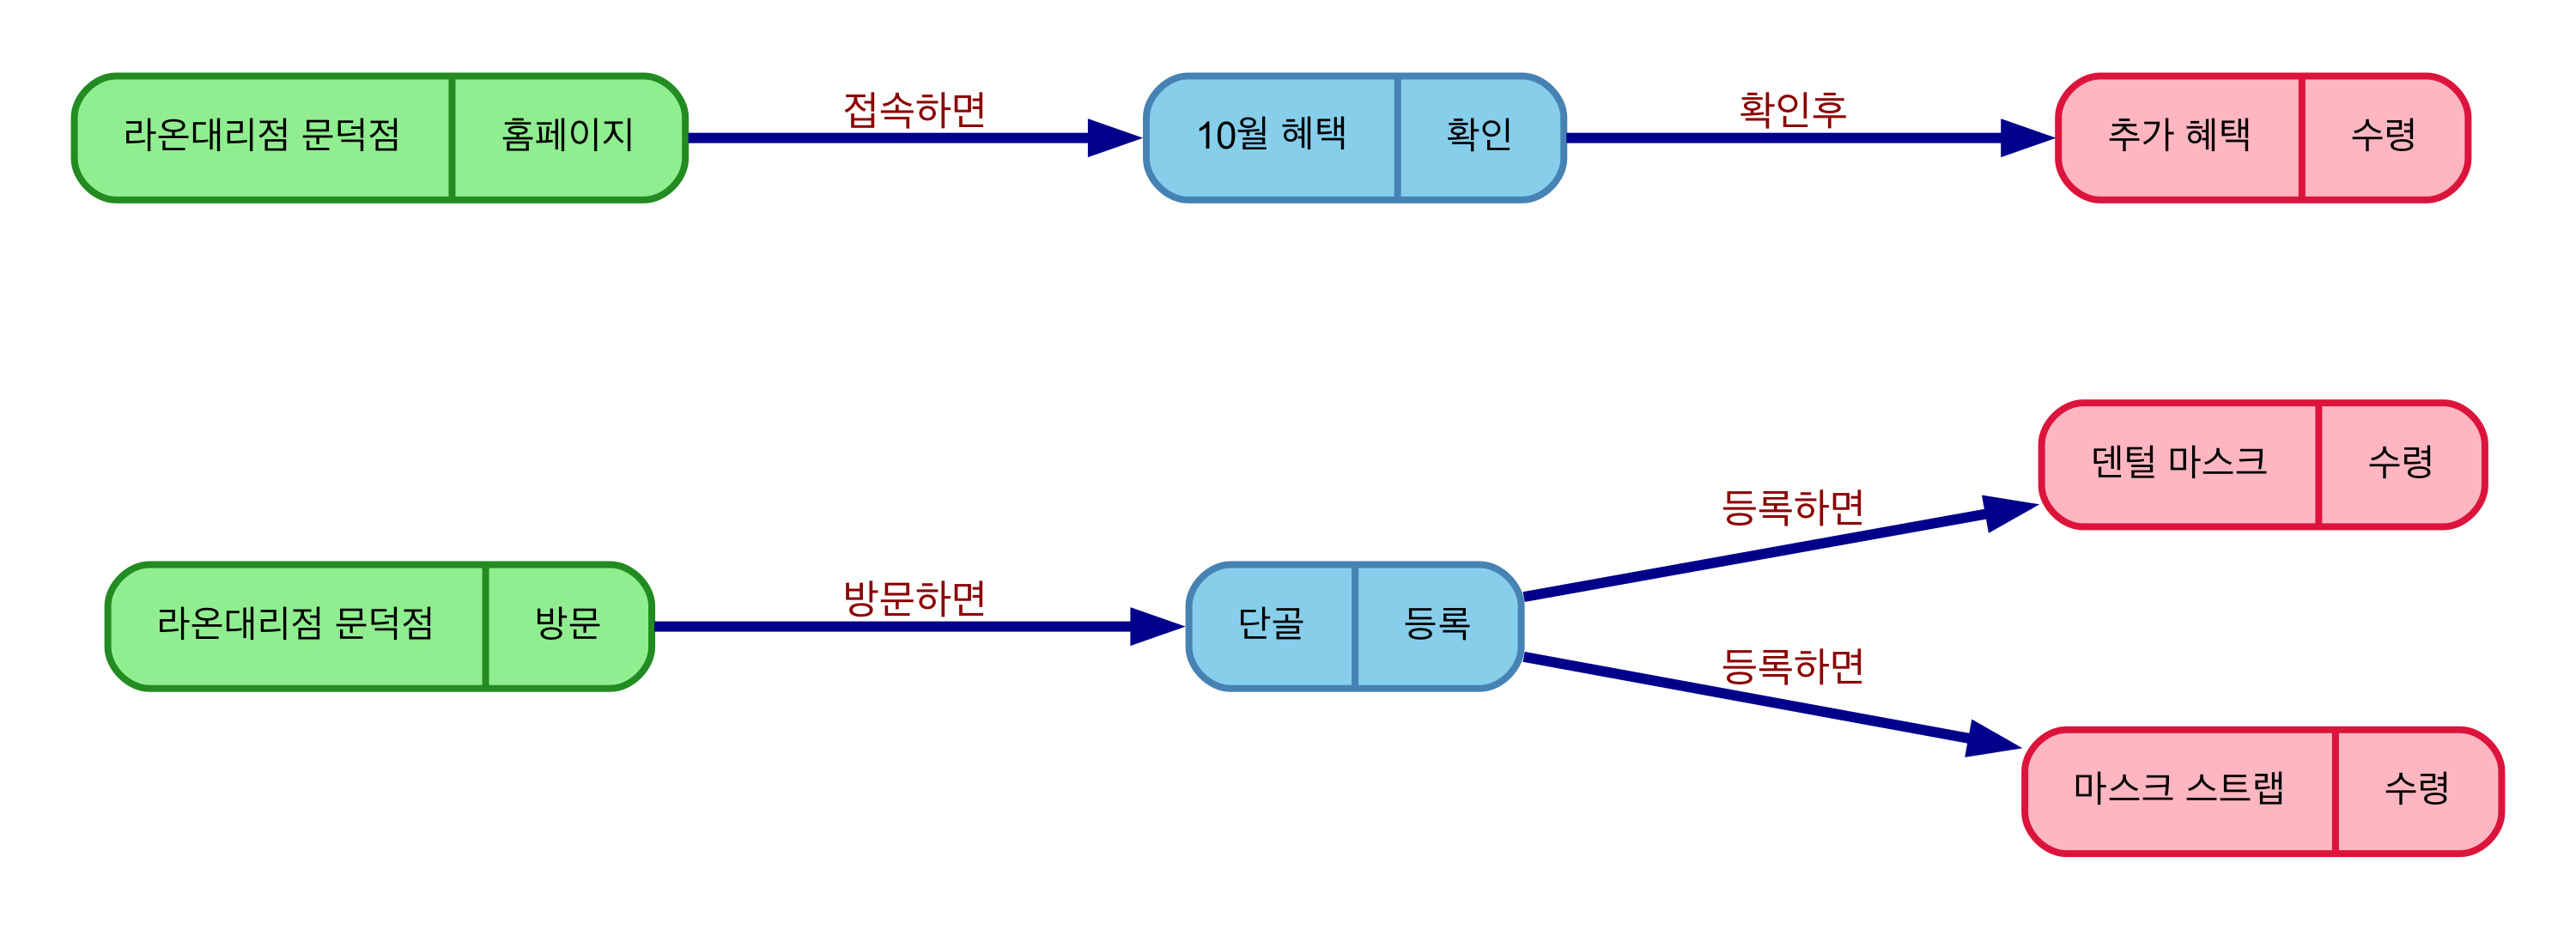 라온대리점 문덕점 홈페이지
접속하면
10월 혜택 확인
확인후
추가 혜택 수령
라온대리점 문덕점 방문
방문하면
단골 등록
등록하면
덴털 마스크 수령
등록하면
마스크 스트랩 수령